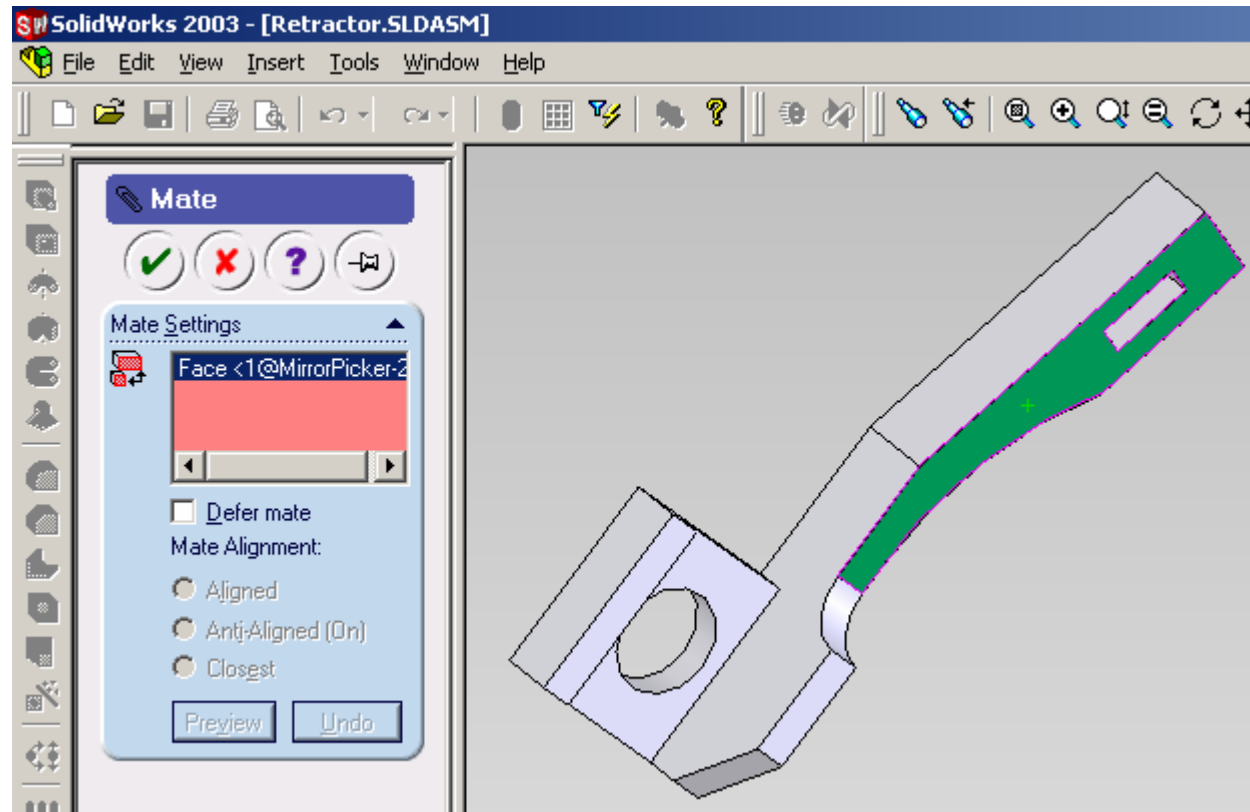 SolidWorks 2003 - [Retractor.SLDASM]
File Edit View Insert Tools Window Help
Mate
Mate Settings
Face <1@MirrorPicker-2
Defer mate
Mate Alignment:
Aligned
Anti-Aligned (On)
Closest
Preview Undo